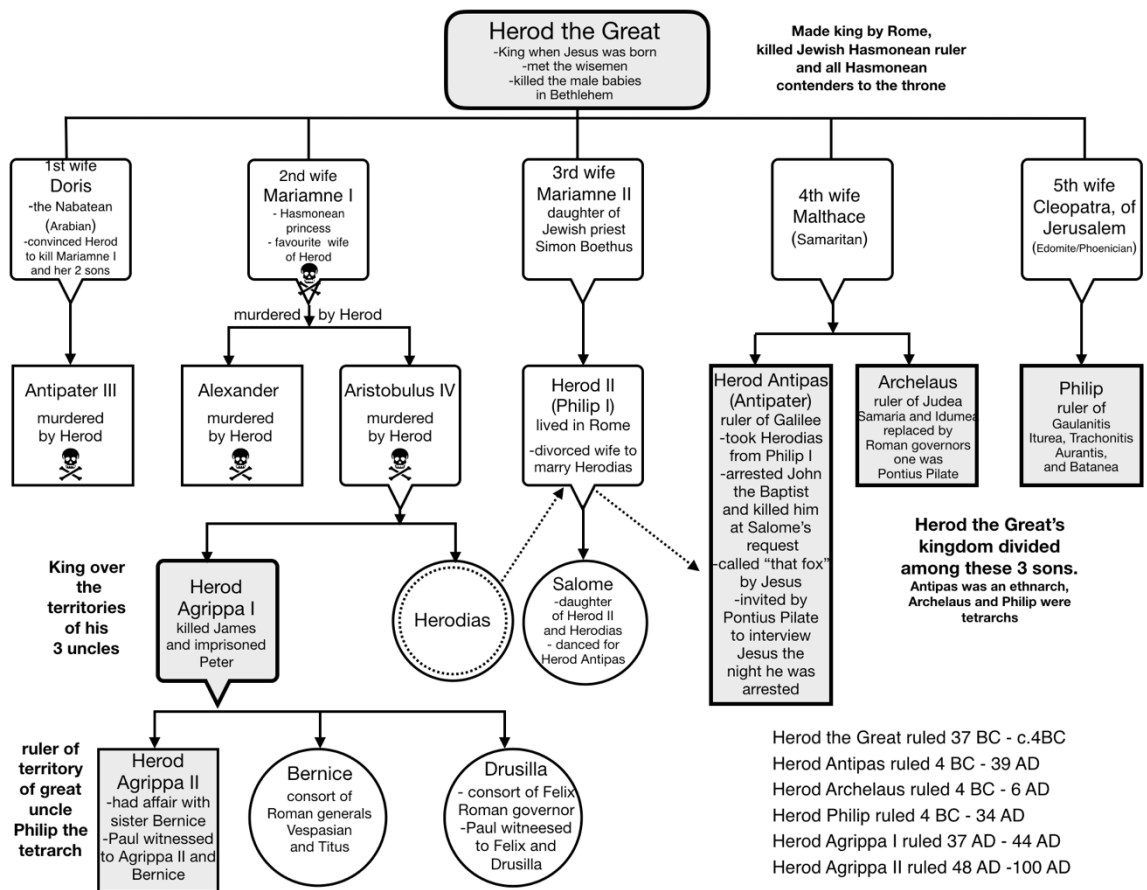 Herod the Great
-King when Jesus was born
-met the wisemen
-killed the male babies
in Bethlehem
Made king by Rome,
killed Jewish Hasmonean ruler
and all Hasmonean
contenders to the throne
1st wife
Doris
-the Nabatean
(Arabian)
-convinced Herod
to kill Mariamne I
and her 2 sons
2nd wife
Mariamne I
- Hasmonean
princess
- favourite wife
of Herod
3rd wife
Mariamne II
daughter of
Jewish priest
Simon Boethus
4th wife
Malthace
(Samaritan)
5th wife
Cleopatra, of
Jerusalem
(Edomite/Phoenician)
murdered by Herod
Antipater III
murdered
by Herod
Alexander
murdered
by Herod
Aristobulus IV
murdered
by Herod
Herod II
(Philip I)
lived in Rome
-divorced wife to
marry Herodias
Herod Antipas
(Antipater)
ruler of Galilee
-took Herodias
from Philip I
-arrested John
the Baptist
and killed him
at Salome's
request
-called "that fox"
by Jesus
-invited by
Pontius Pilate
to interview
Jesus the
night he was
arrested
Archelaus
ruler of Judea
Samaria and Idumea
replaced by
Roman governors
one was
Pontius Pilate
Philip
ruler of
Gaulanitis
Iturea, Trachonitis
Aurantis,
and Batanea
Herod the Great's
kingdom divided
among these 3 sons.
Antipas was an ethnarch,
Archelaus and Philip were
tetrarchs
King over
the
territories
of his
3 uncles
Herod
Agrippa I
killed James
and imprisoned
Peter
Herodias
Salome
-daughter
of Herod II
and Herodias
- danced for
Herod Antipas
ruler of
territory
of great
uncle
Philip the
tetrarch
Herod
Agrippa II
-had affair with
sister Bernice
-Paul witnessed
to Agrippa II and
Bernice
Bernice
consort of
Roman generals
Vespasian
and Titus
Drusilla
- consort of Felix
Roman governor
-Paul witneesed
to Felix and
Drusilla
Herod the Great ruled 37 BC - c.4BC
Herod Antipas ruled 4 BC - 39 AD
Herod Archelaus ruled 4 BC - 6 AD
Herod Philip ruled 4 BC - 34 AD
Herod Agrippa I ruled 37 AD - 44 AD
Herod Agrippa II ruled 48 AD -100 AD